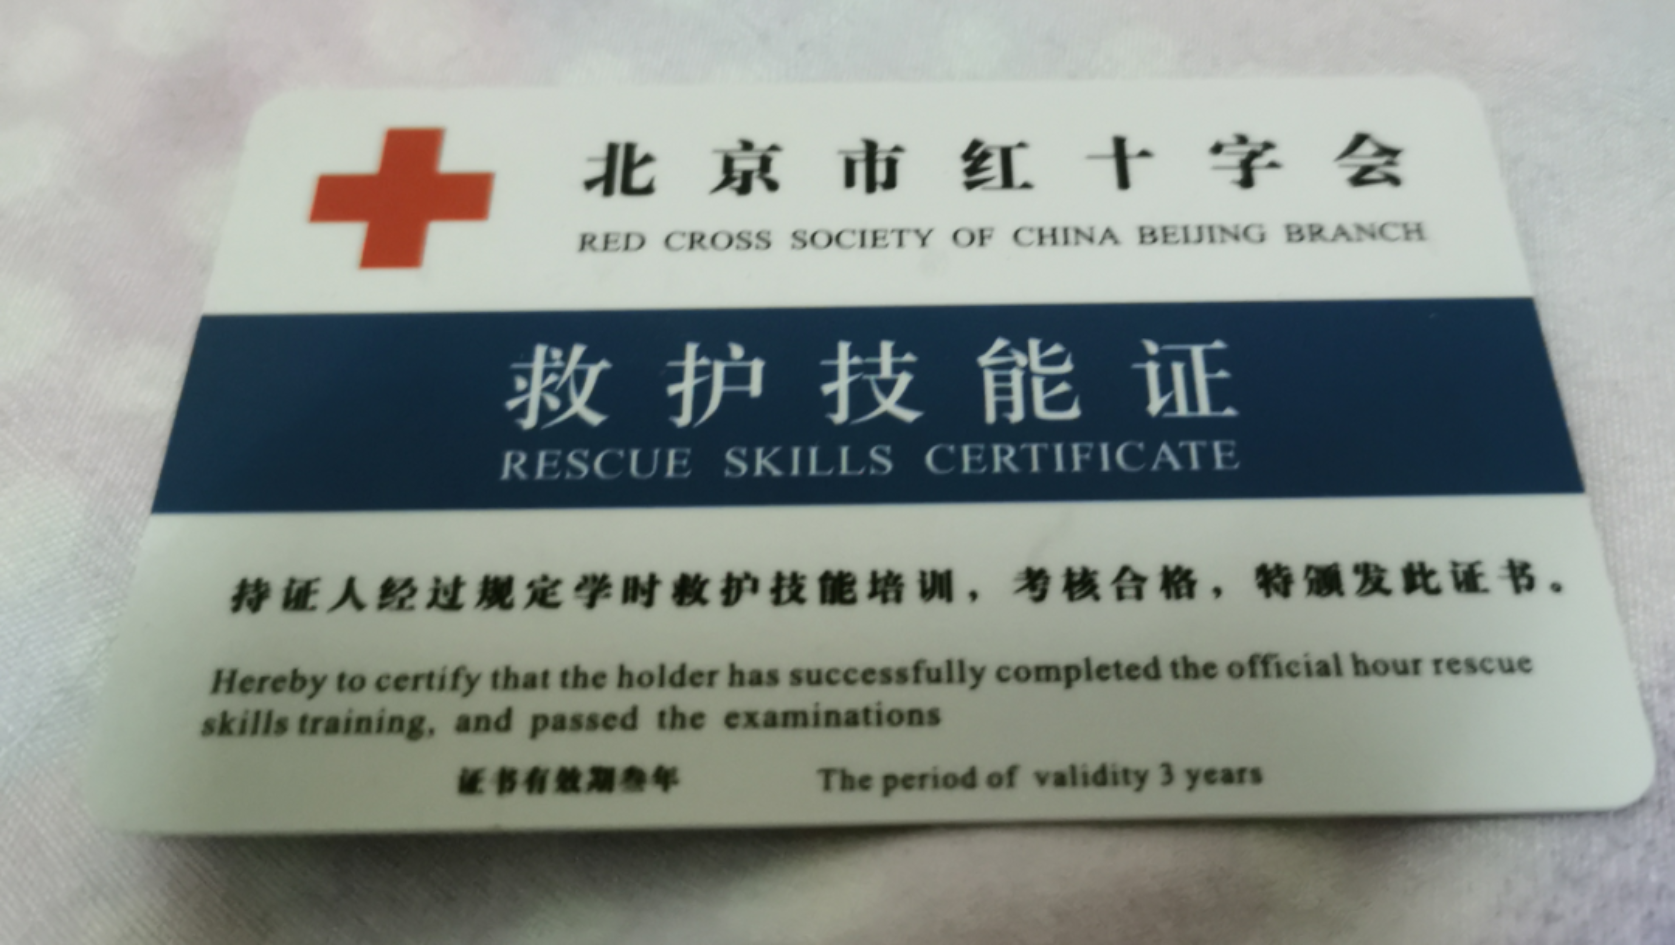 北京市红十字会
RED CROSS SOCIETY OF CHINA BEIJING BRANCH
救护技能证
RESCUE SKILLS CERTIFICATE
持证人经过规定学时救护技能培训，考核合格，特颁发此证书。
Hereby to certify that the holder has successfully completed the official hour rescue
skills training, and passed the examinations
证书有效期叁年 The period of validity 3 years